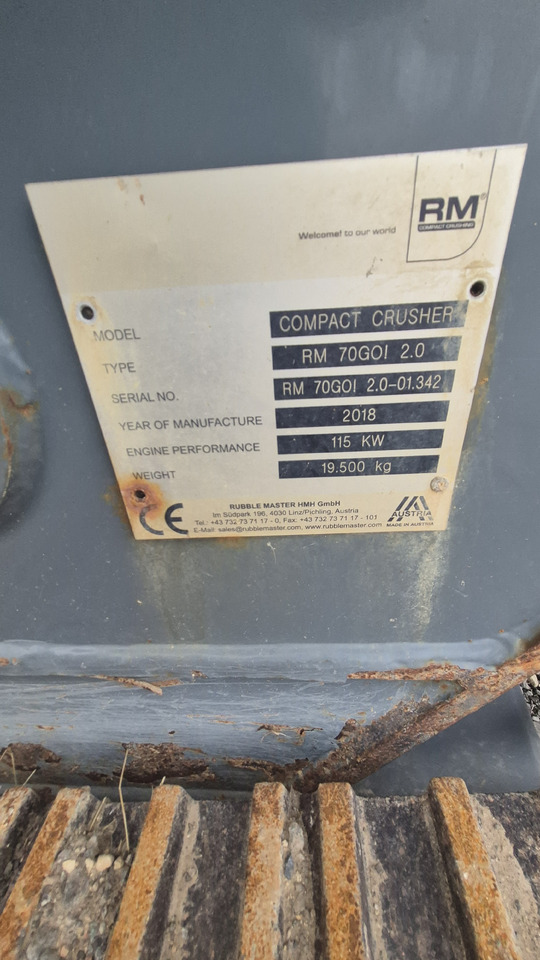 RM®
COMPACT CRUSHING
Welcome! to our world
MODEL COMPACT CRUSHER
TYPE RM 70GO! 2.0
SERIAL NO. RM 70GO! 2.0-01.342
YEAR OF MANUFACTURE 2018
ENGINE PERFORMANCE 115 KW
WEIGHT 19.500 kg
CE
RUBBLE MASTER HMH GmbH
Im Südpark 196, 4030 Linz/Pichling, Austria
Tel.: +43 732 73 71 17 - 0, Fax: +43 732 73 71 17 - 101
E-Mail: sales@rubblemaster.com, www.rubblemaster.com
AUSTRIA
MADE IN AUSTRIA